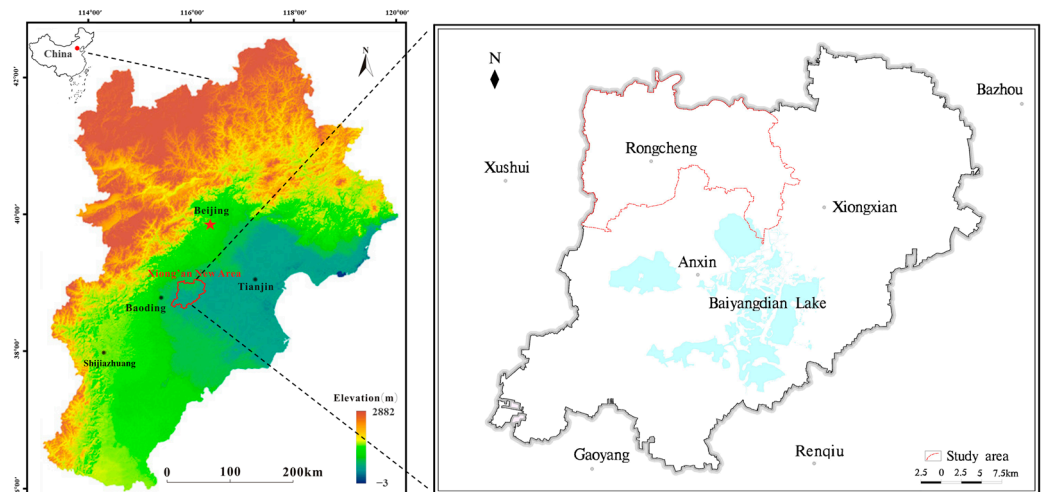 114°00′
116°00′
118°00′
120°00′
China
N
42°00′
40°00′
38°00′
Beijing
Xiong'an New Area
Tianjin
Baoding
Shijiazhuang
Elevation(m)
2882
-3
0 100 200km
N
Bazhou
Rongcheng
Xushui
Xiongxian
Anxin
Baiyangdian Lake
Gaoyang
Renqiu
Study area
2.5 0 2.5 5 7.5km